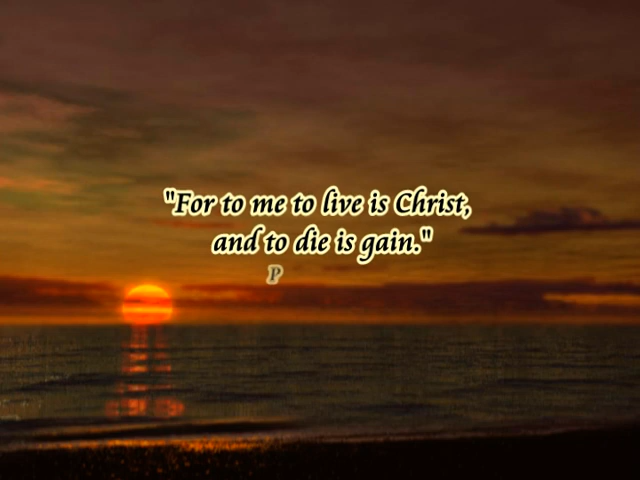 "For to me to live is Christ,
and to die is gain."
P